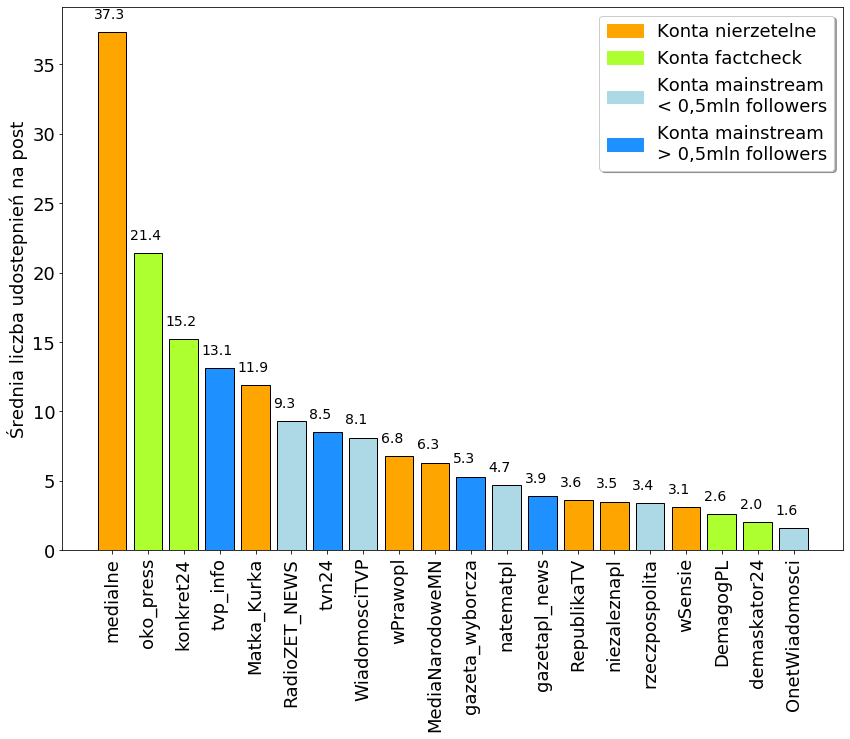 Średnia liczba udostepnień na post
35
30
25
20
15
10
5
0
37.3
21.4
15.2
13.1
11.9
9.3
8.5
8.1
6.8
6.3
5.3
4.7
3.9
3.6
3.5
3.4
3.1
2.6
2.0
1.6
Konta nierzetelne
Konta factcheck
Konta mainstream
< 0,5mln followers
Konta mainstream
> 0,5mln followers
medialne
oko_press
konkret24
tvp_info
Matka_Kurka
RadioZET_NEWS
tvn24
WiadomosciTVP
wPrawopl
MediaNarodoweMN
gazeta_wyborcza
natematpl
gazetapl_news
RepublikaTV
niezaleznapl
rzeczpospolita
wSensie
DemagogPL
demaskator24
OnetWiadomosci